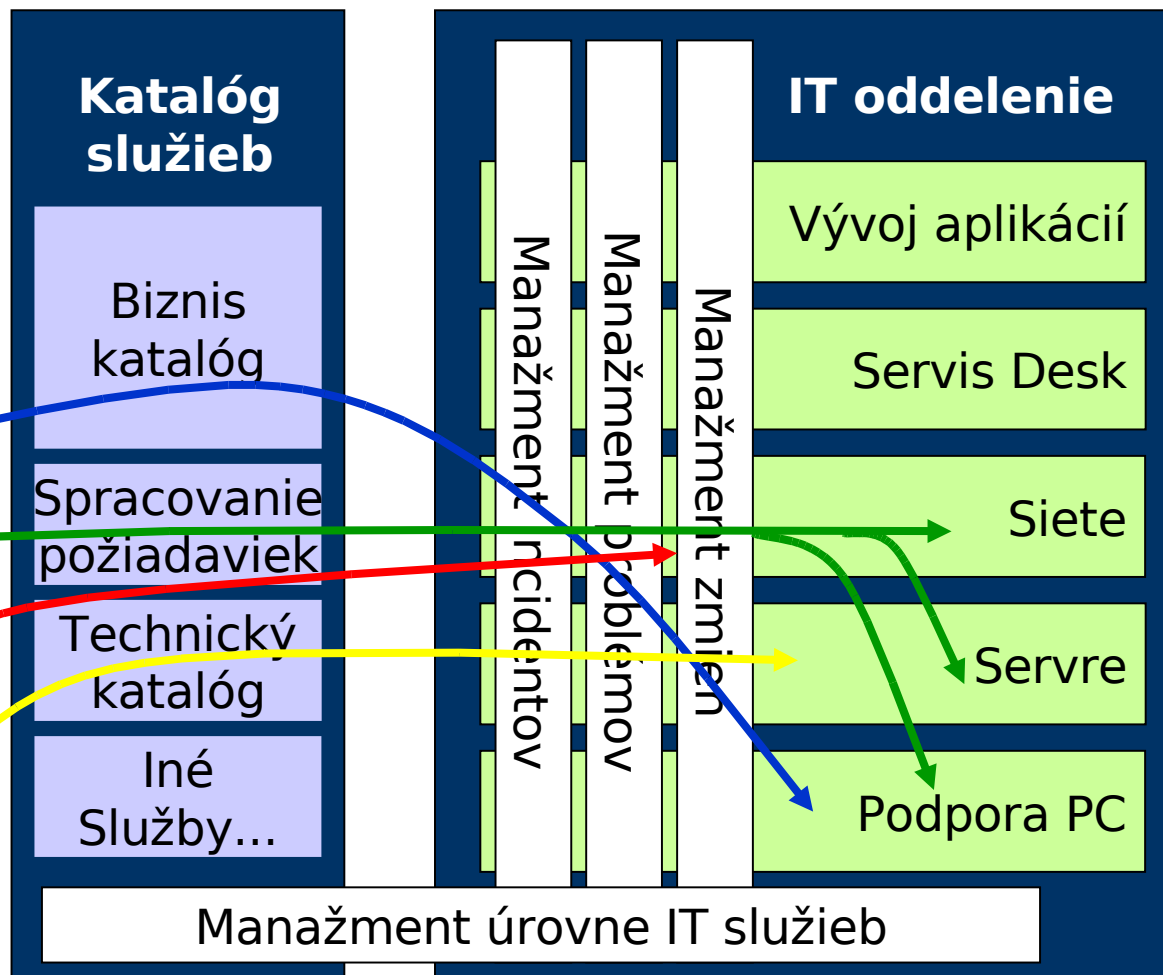 Katalóg
služieb
Biznis
katalóg
Spracovanie
požiadaviek
Technický
katalóg
Iné
Služby...
IT oddelenie
Manažment incidentov
Manažment problémov
Manažment zmien
Vývoj aplikácií
Servis Desk
Siete
Servre
Podpora PC
Manažment úrovne IT služieb